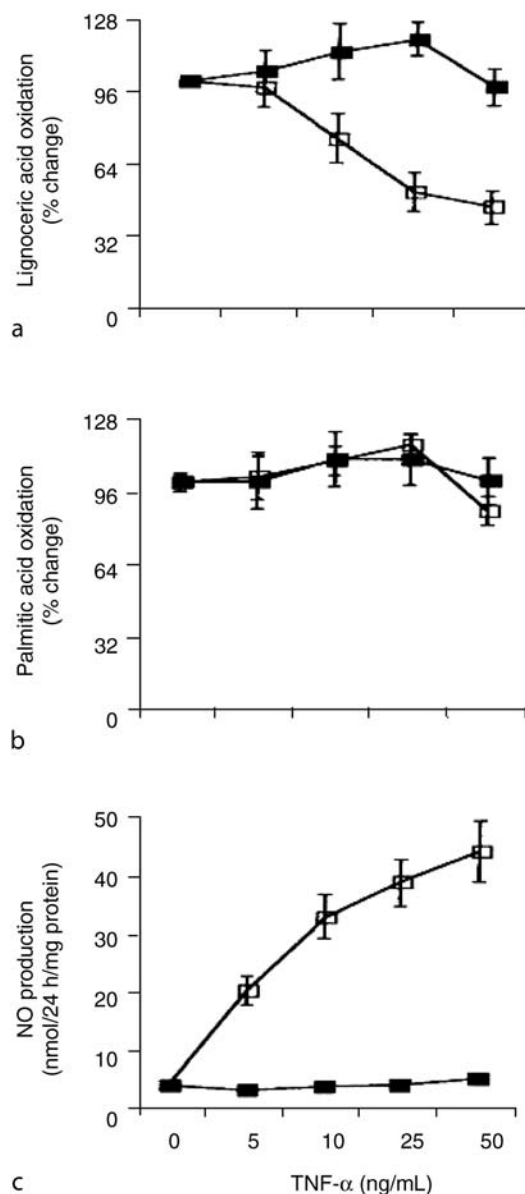 128
96
64
32
0
Lignoceric acid oxidation
(% change)
a
128
96
64
32
0
Palmitic acid oxidation
(% change)
b
50
40
30
20
10
0
NO production
(nmol/24 h/mg protein)
0 5 10 25 50
c
TNF-α (ng/mL)